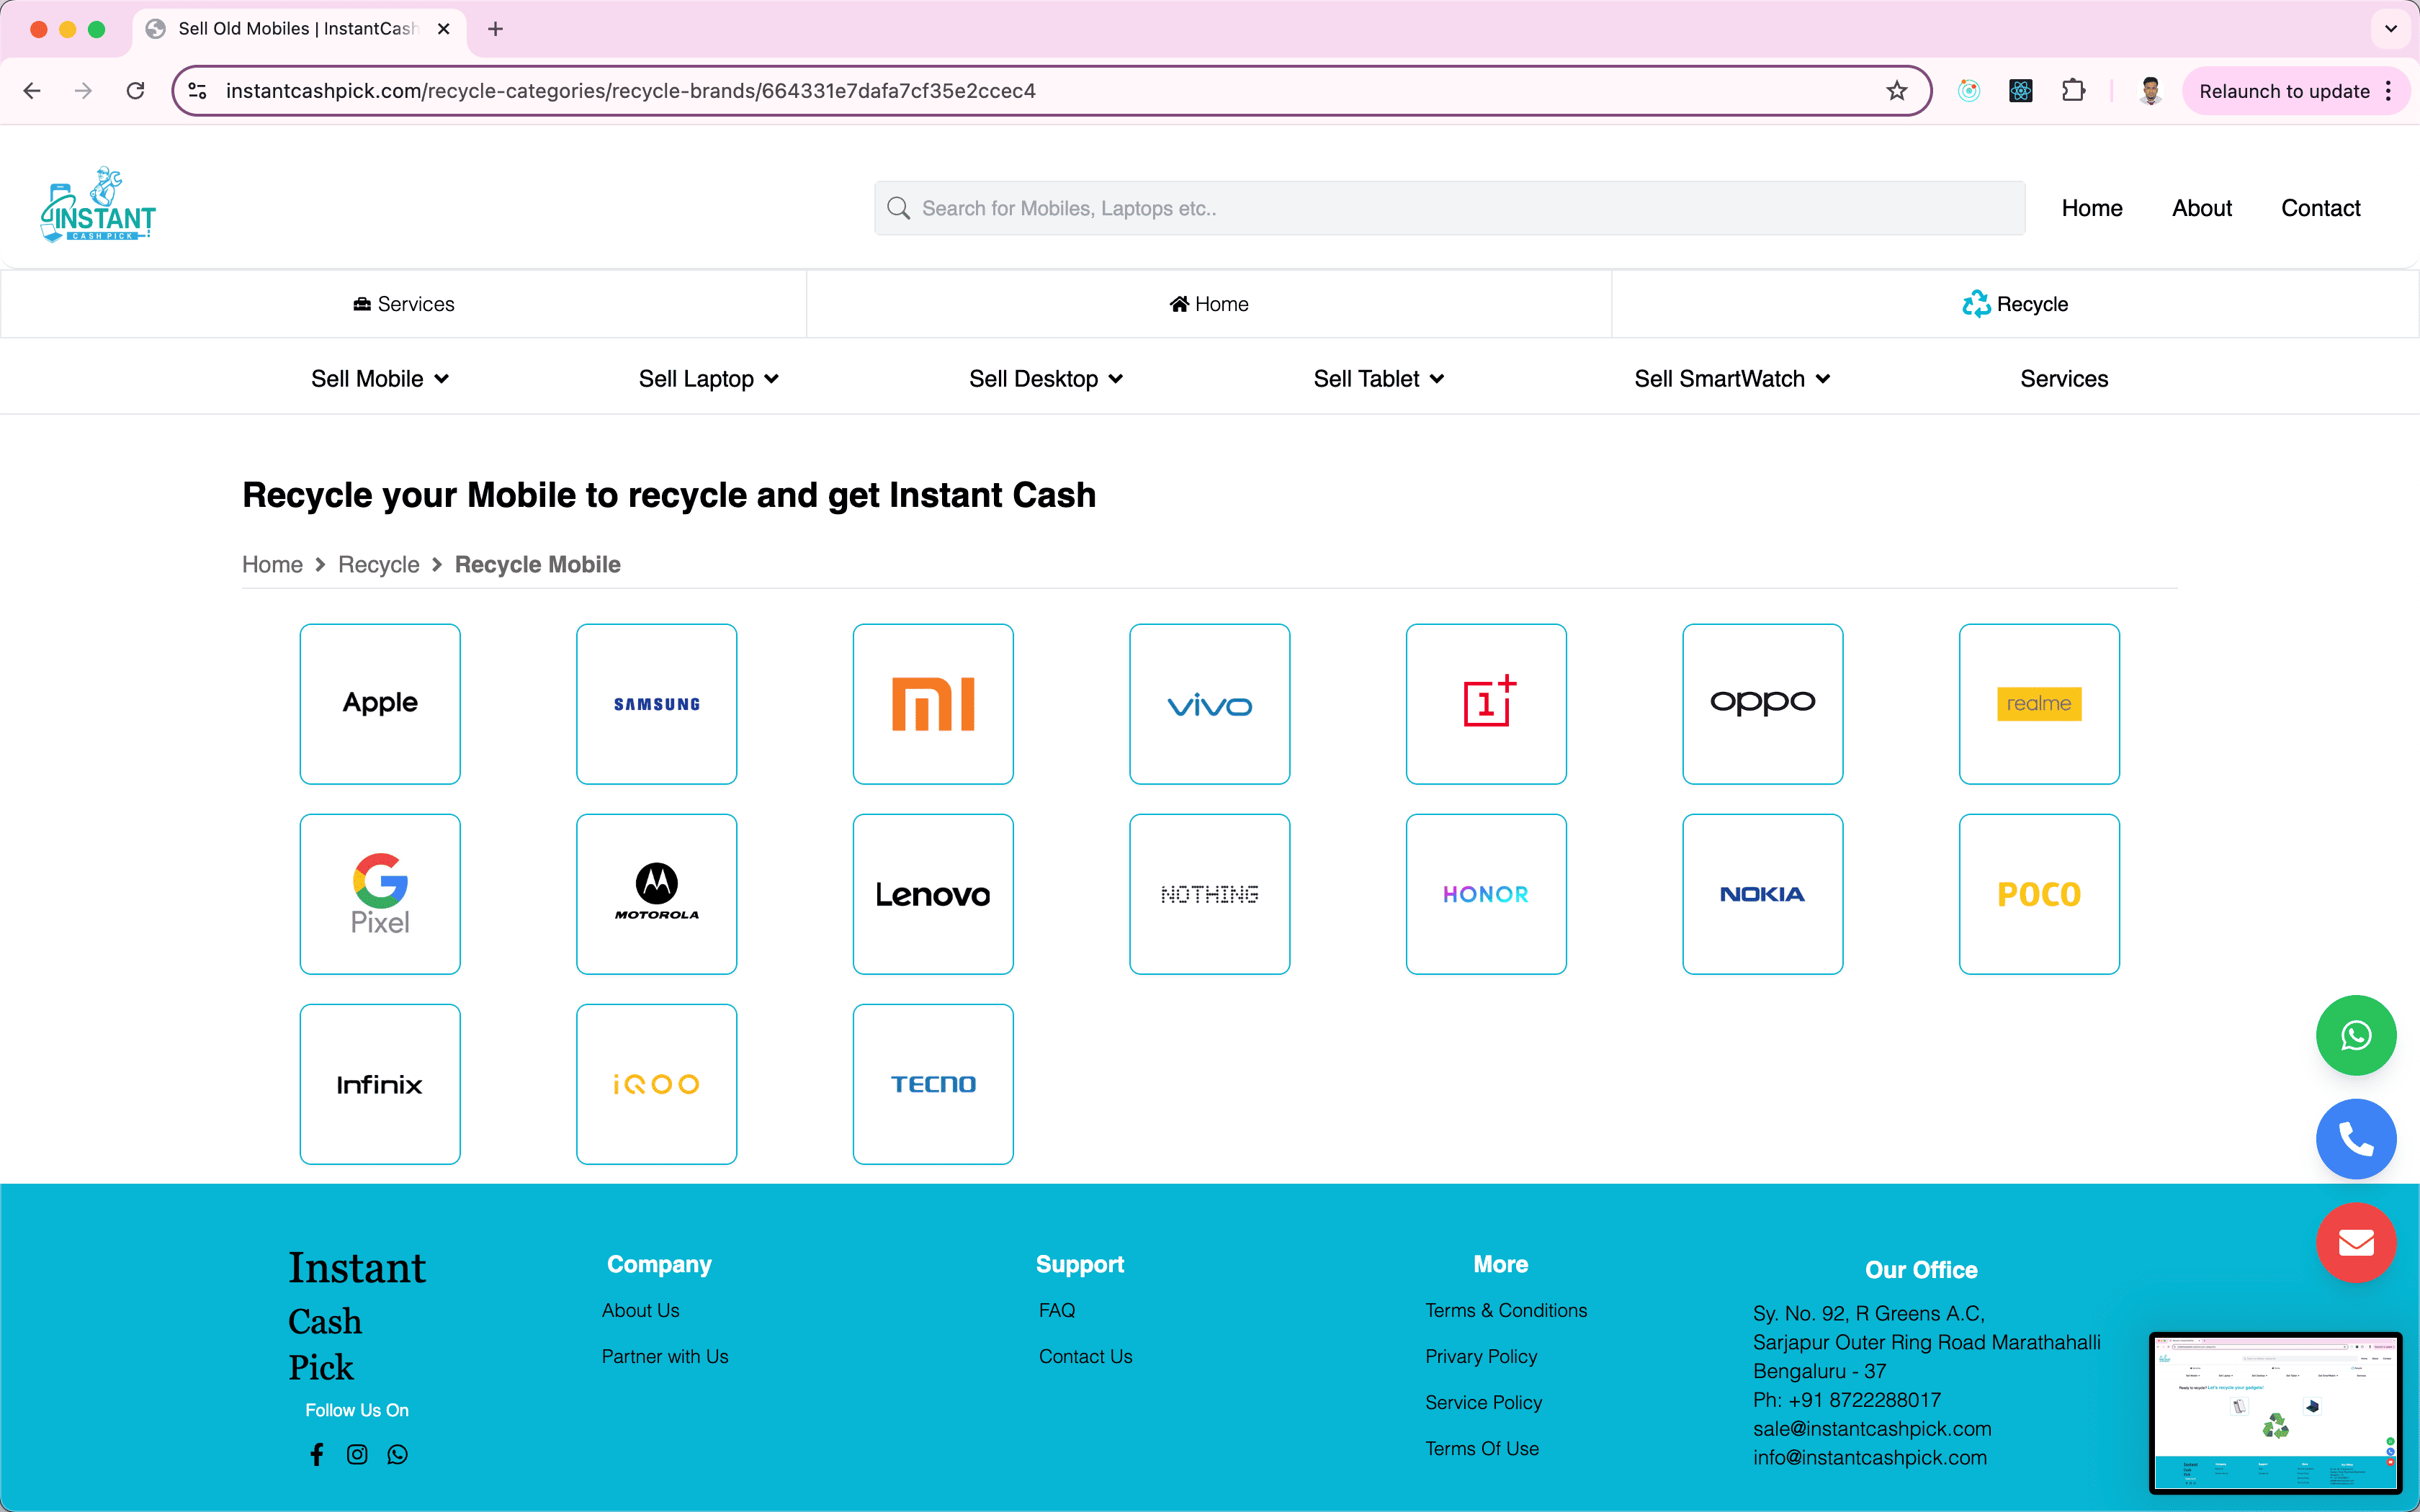 Sell Old Mobiles | InstantCash
instantcashpick.com/recycle-categories/recycle-brands/664331e7dafa7cf35e2ccec4
Relaunch to update
INSTANT
CASH PICK
Search for Mobiles, Laptops etc..
Home
About
Contact
Services
Home
Recycle
Sell Mobile
Sell Laptop
Sell Desktop
Sell Tablet
Sell SmartWatch
Services
Recycle your Mobile to recycle and get Instant Cash
Home > Recycle > Recycle Mobile
Apple
SAMSUNG
MI
vivo
1+
oppo
realme
G
Pixel
MOTOROLA
Lenovo
NOTHING
HONOR
NOKIA
POCO
Infinix
iQOO
TECNO
Instant
Cash
Pick
Follow Us On
Company
About Us
Partner with Us
Support
FAQ
Contact Us
More
Terms & Conditions
Privary Policy
Service Policy
Terms Of Use
Our Office
Sy. No. 92, R Greens A.C,
Sarjapur Outer Ring Road Marathahalli
Bengaluru - 37
Ph: +91 8722288017
sale@instantcashpick.com
info@instantcashpick.com